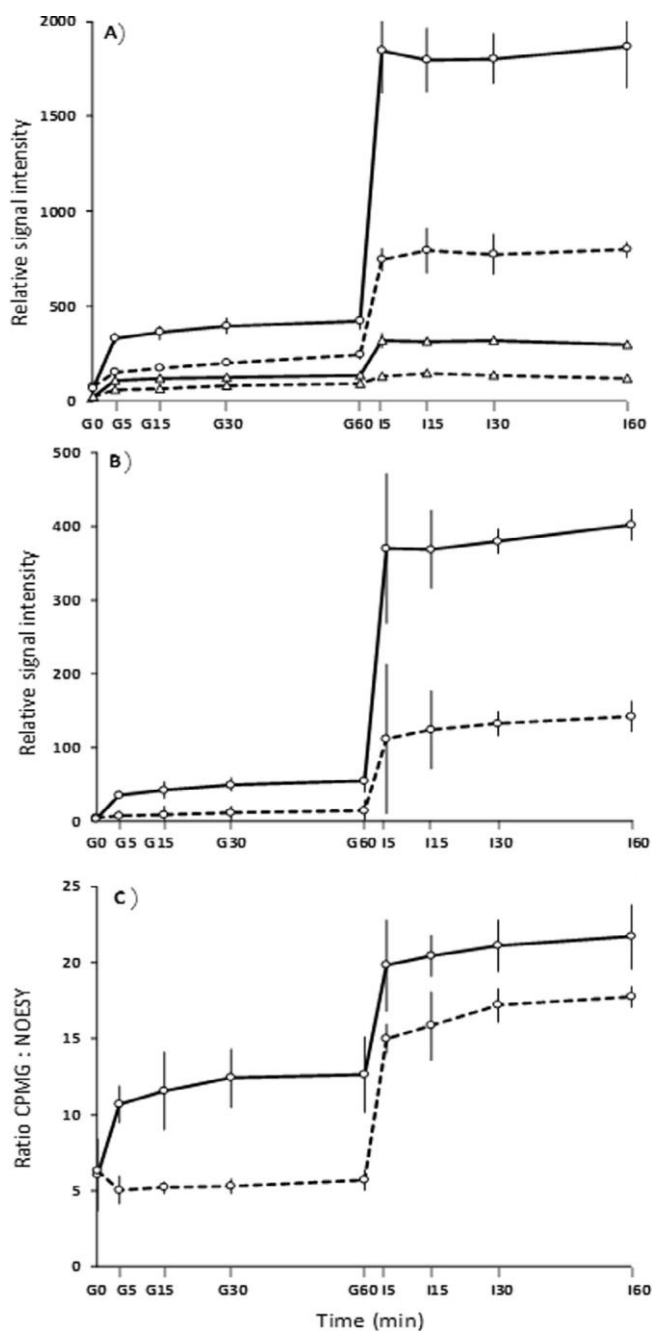 A)
2000
1500
1000
500
0
Relative signal intensity
G0 G5 G15 G30 G60 I5 I15 I30 I60
B)
500
400
300
200
100
0
Relative signal intensity
G0 G5 G15 G30 G60 I5 I15 I30 I60
C)
25
20
15
10
5
0
Ratio CPMG : NOESY
G0 G5 G15 G30 G60 I5 I15 I30 I60
Time (min)